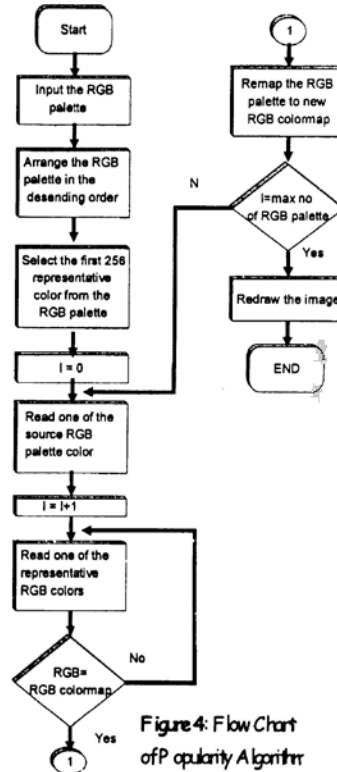 Start
Input the RGB
palette
Arrange the RGB
palette in the
desending order
Select the first 256
representative
color from the
RGB palette
I = 0
Read one of the
source RGB
palette color
I = I+1
Read one of the
representative
RGB colors
RGB=
RGB colormap
No
Yes
1
1
Remap the RGB
palette to new
RGB colormap
I=max no
of RGB palette
N
Yes
Redraw the image
END
Figure4: Flow Chart
of Popularity Algorithm